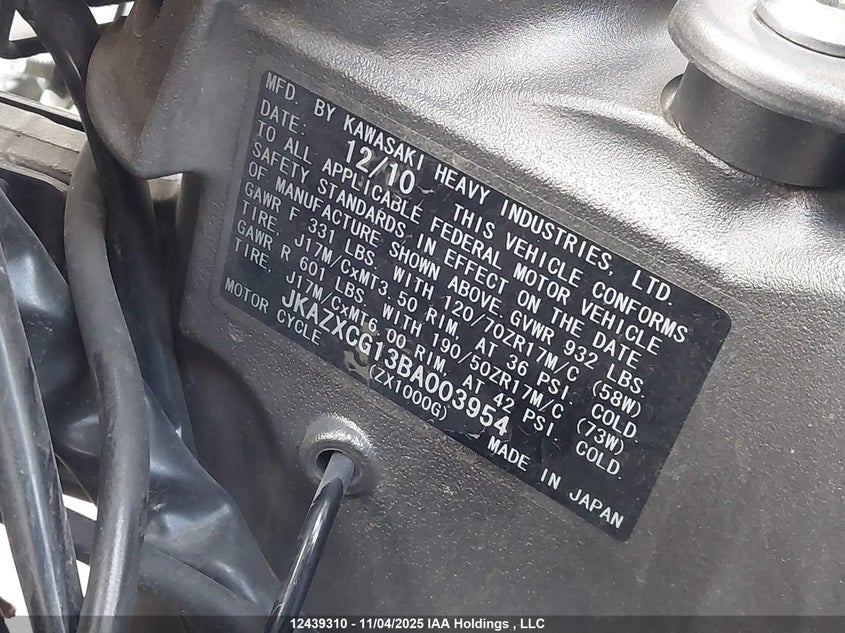 MFD. BY KAWASAKI HEAVY INDUSTRIES, LTD.
DATE: 12/10 THIS VEHICLE CONFORMS
TO ALL APPLICABLE FEDERAL MOTOR VEHICLE
SAFETY STANDARDS IN EFFECT ON THE DATE
OF MANUFACTURE SHOWN ABOVE. GVWR 932 LBS
GAWR F 331 LBS. WITH 120/70ZR17M/C (58W)
TIRE, J17M/CxMT3.50 RIM. AT 36 PSI. COLD.
GAWR R 601 LBS. WITH 190/50ZR17M/C (73W)
TIRE, J17M/CxMT6.00 RIM. AT 42 PSI. COLD.
JKAZXCG13BA003954
MOTOR CYCLE (ZX1000G) MADE IN JAPAN
12439310 - 11/04/2025 IAA Holdings , LLC